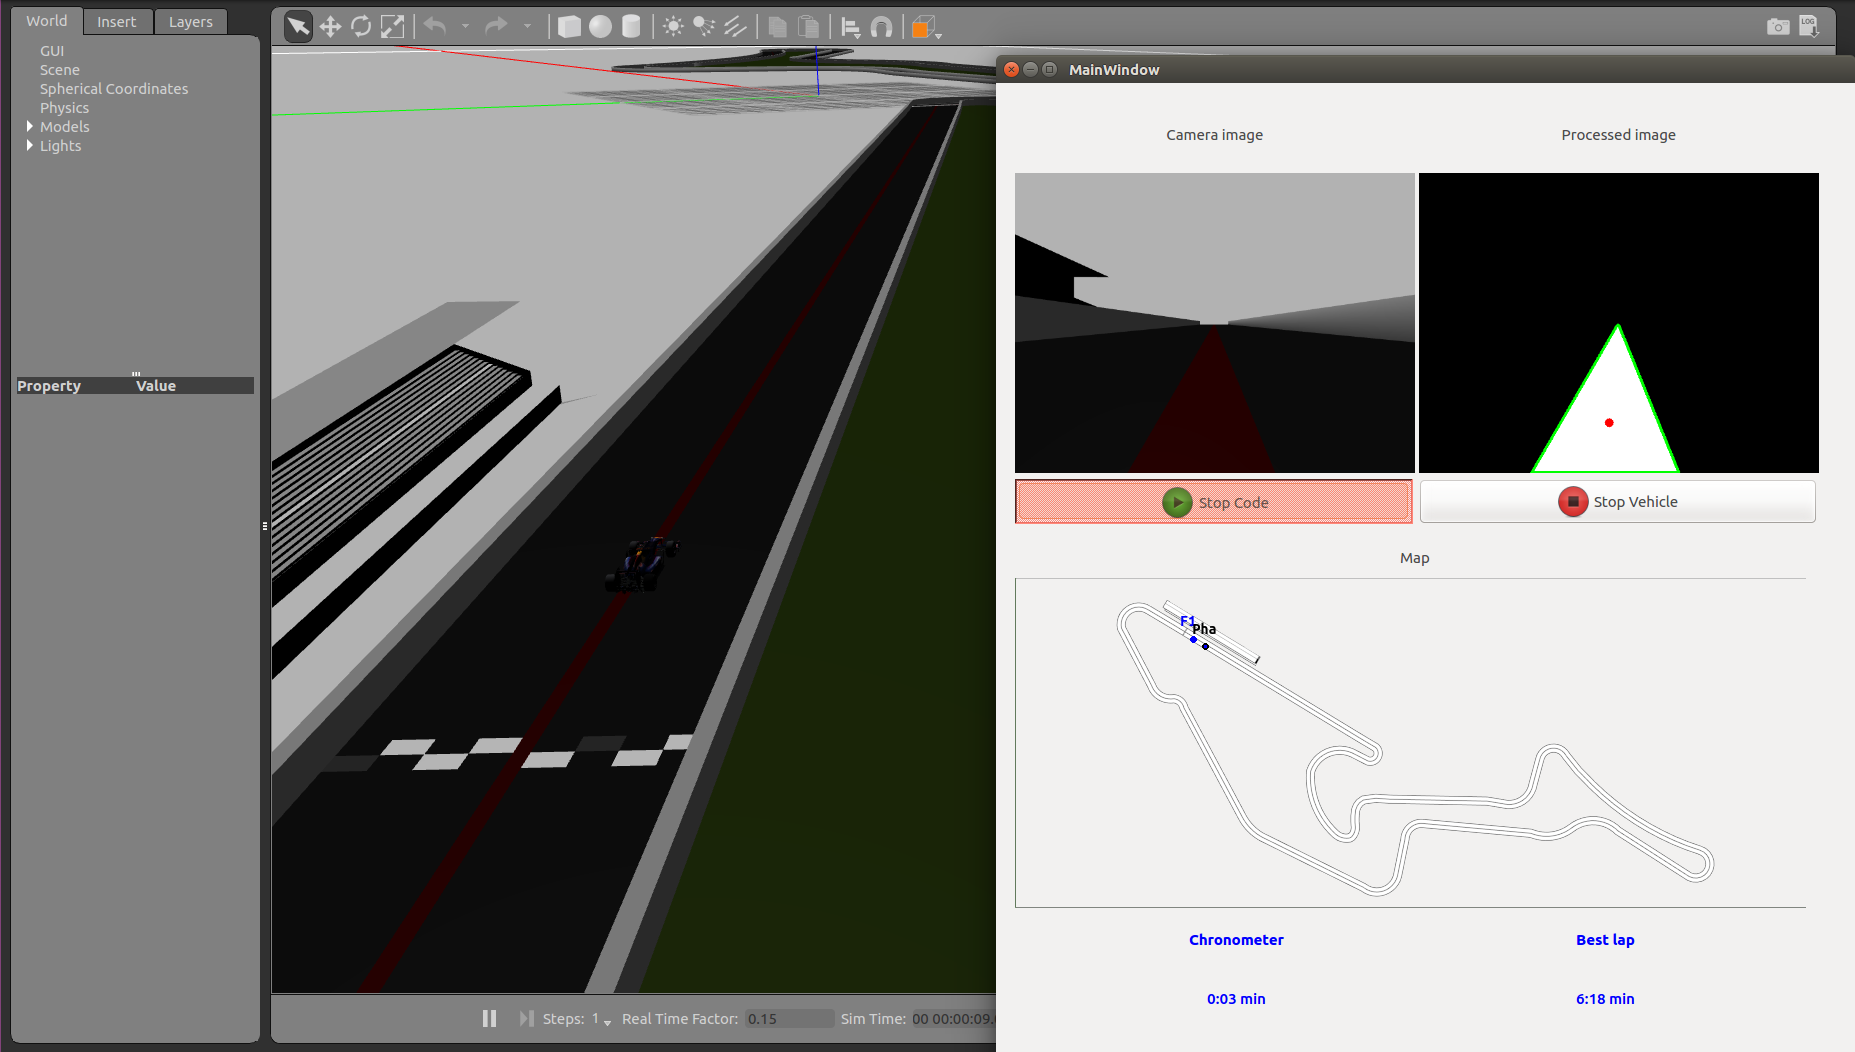 World Insert Layers
GUI
Scene
Spherical Coordinates
Physics
Models
Lights
Property Value
LOG
Steps: 1 Real Time Factor: 0.15 Sim Time: 00 00:00:09.
MainWindow
Camera image Processed image
Stop Code Stop Vehicle
Map
F1
Pha
Chronometer Best lap
0:03 min 6:18 min